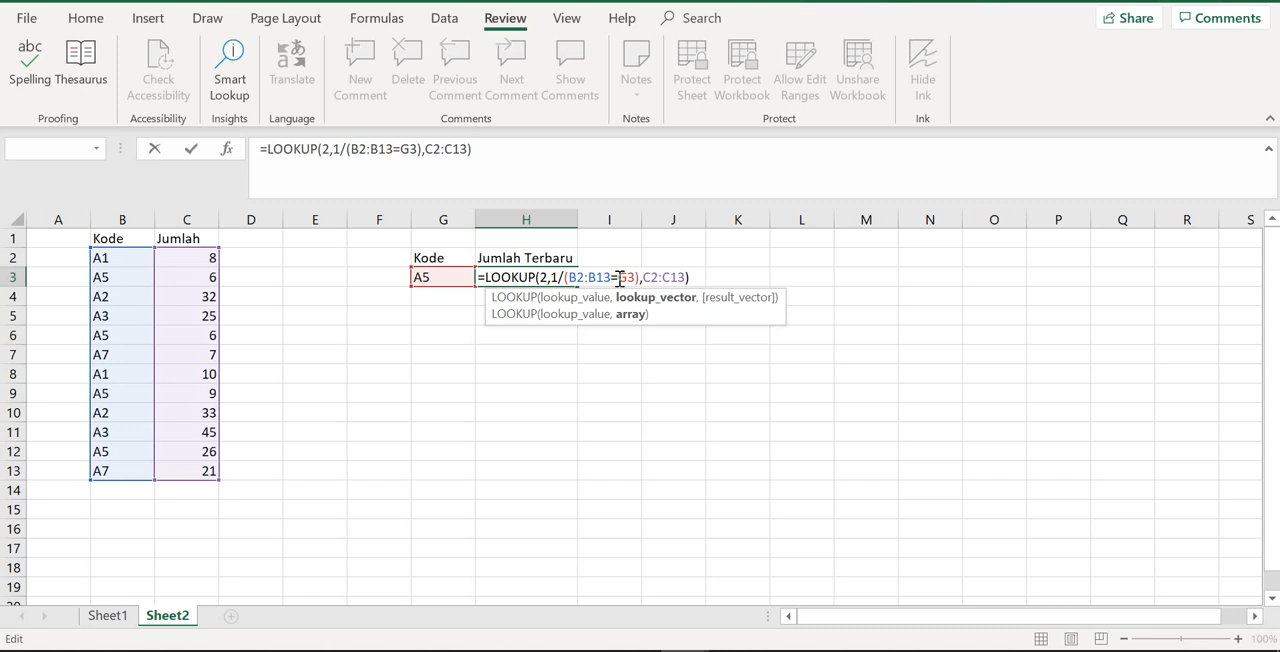 File Home Insert Draw Page Layout Formulas Data Review View Help Search Share Comments
abc
Spelling Thesaurus Check Accessibility Smart Lookup Translate New Comment Delete Previous Comment Next Comment Show Comments Notes Protect Sheet Protect Workbook Allow Edit Ranges Unshare Workbook Hide Ink
Proofing Accessibility Insights Language Comments Notes Protect Ink
fx =LOOKUP(2,1/(B2:B13=G3),C2:C13)
A B C D E F G H I J K L M N O P Q R S
1 Kode Jumlah
2 A1 8 Kode Jumlah Terbaru
3 A5 6 A5 =LOOKUP(2,1/(B2:B13=G3),C2:C13)
4 A2 32 LOOKUP(lookup_value, lookup_vector, [result_vector])
5 A3 25 LOOKUP(lookup_value, array)
6 A5 6
7 A7 7
8 A1 10
9 A5 9
10 A2 33
11 A3 45
12 A5 26
13 A7 21
14
15
16
17
18
19
Sheet1 Sheet2
Edit 100%